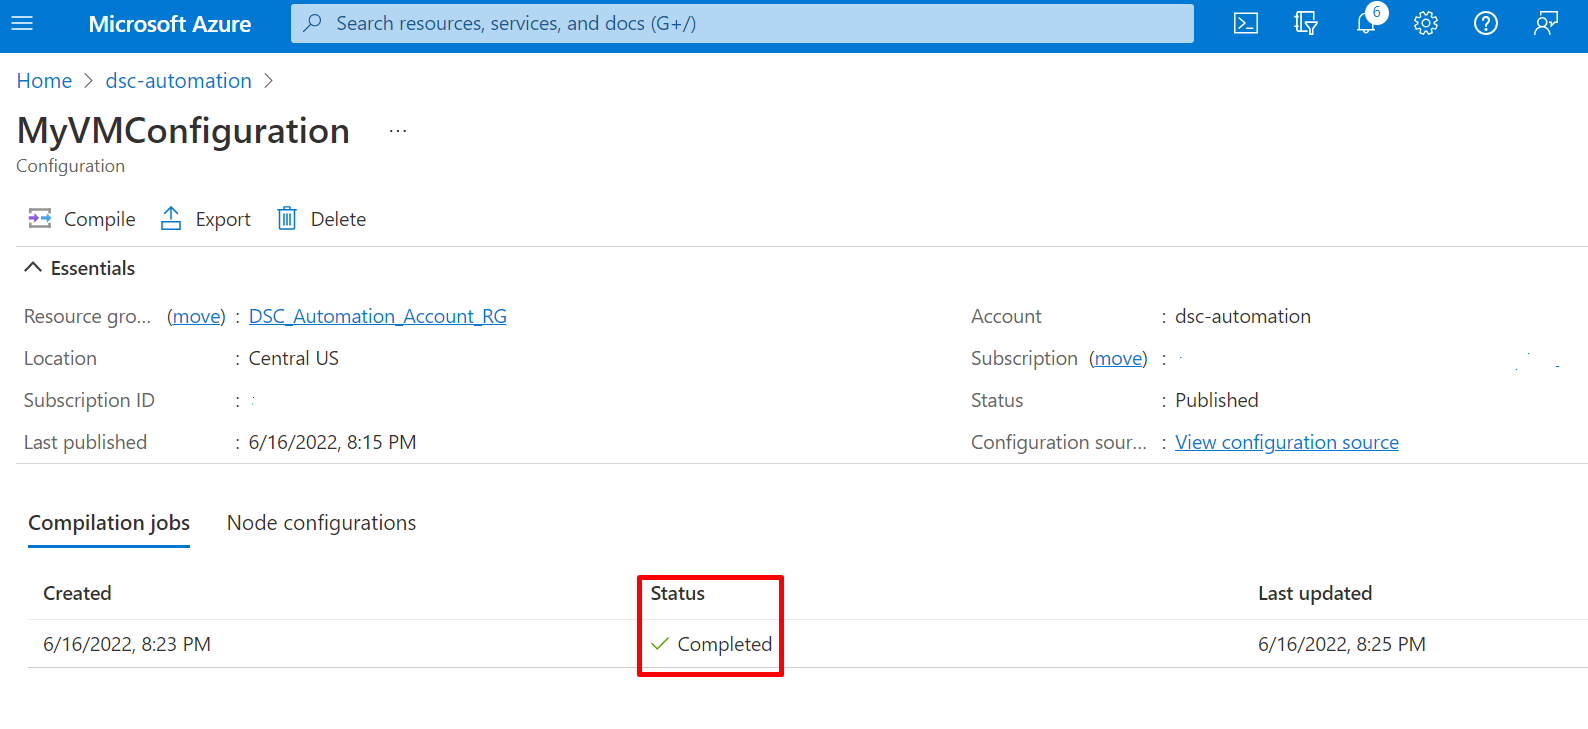 Microsoft Azure
Search resources, services, and docs (G+/)
6
Home > dsc-automation >
MyVMConfiguration ...
Configuration
Compile Export Delete
Essentials
Resource gro... (move) : DSC_Automation_Account_RG
Location : Central US
Subscription ID :
Last published : 6/16/2022, 8:15 PM
Account : dsc-automation
Subscription (move) :
Status : Published
Configuration sour... : View configuration source
Compilation jobs Node configurations
Created Status Last updated
6/16/2022, 8:23 PM Completed 6/16/2022, 8:25 PM